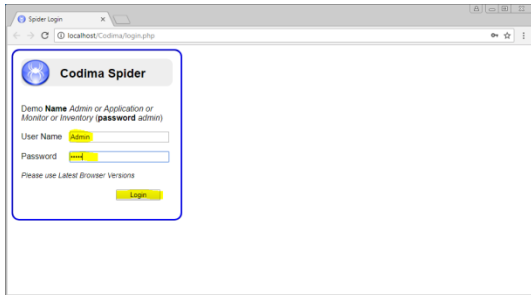 Spider Login
localhost/Codima/login.php
Codima Spider
Demo Name Admin or Application or
Monitor or Inventory (password admin)
User Name Admin
Password •••••
Please use Latest Browser Versions
Login